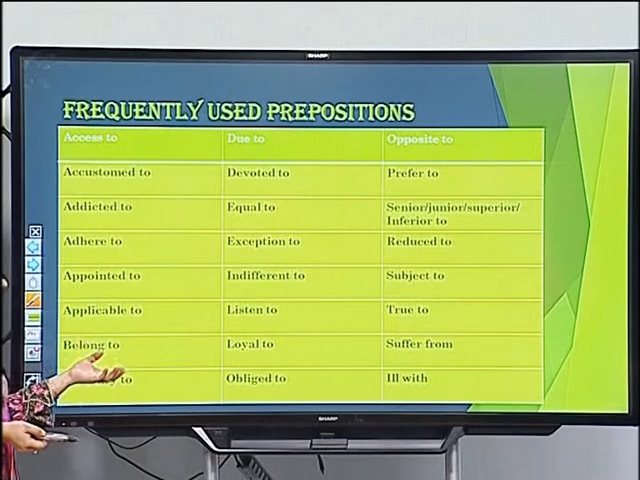 SHARP
FREQUENTLY USED PREPOSITIONS
Access to Due to Opposite to
Accustomed to Devoted to Prefer to
Addicted to Equal to Senior/junior/superior/
Inferior to
Adhere to Exception to Reduced to
Appointed to Indifferent to Subject to
Applicable to Listen to True to
Belong to Loyal to Suffer from
to Obliged to Ill with
SHARP